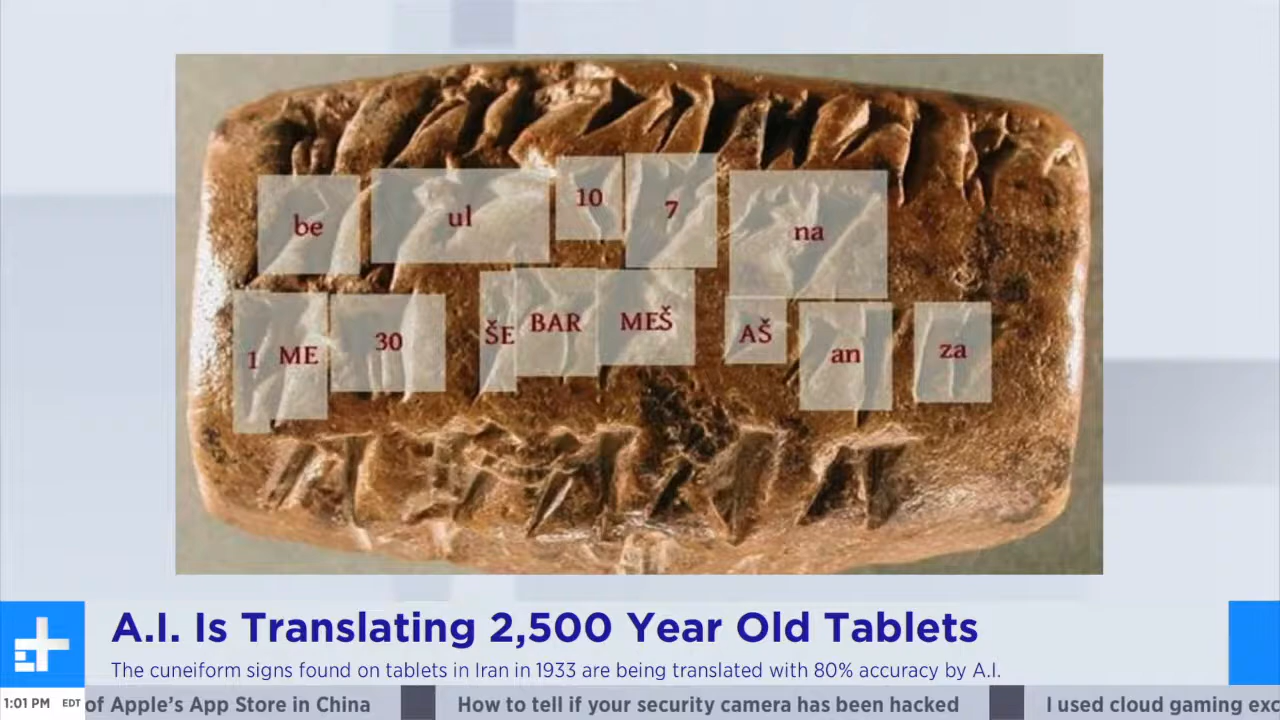 be ul 10 7 na
1 ME 30 ŠE BAR MEŠ AŠ an za
A.I. Is Translating 2,500 Year Old Tablets
The cuneiform signs found on tablets in Iran in 1933 are being translated with 80% accuracy by A.I.
1:01 PM EDT of Apple’s App Store in China How to tell if your security camera has been hacked I used cloud gaming exc